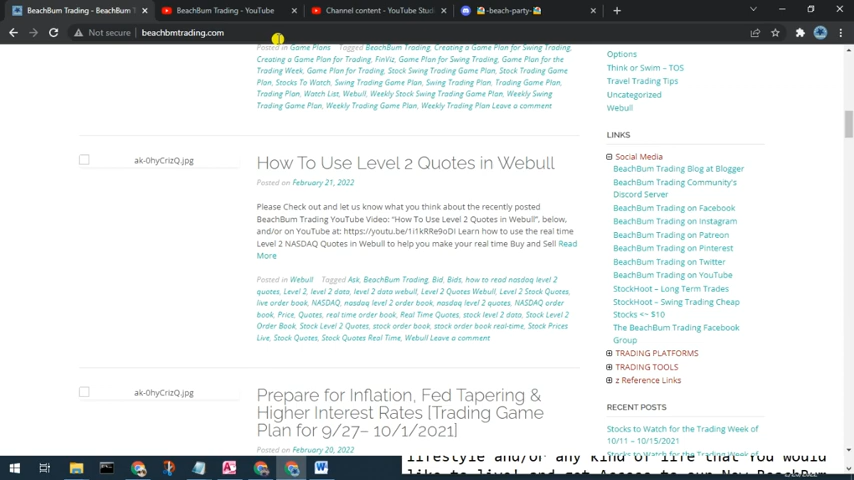 BeachBum Trading - BeachBum T
BeachBum Trading - YouTube
Channel content - YouTube Studi
-beach-party-
Not secure
beachbmtrading.com
Posted in Game Plans Tagged BeachBum Trading, Creating a Game Plan for Swing Trading,
Creating a Game Plan for Trading, FinViz, Game Plan for Swing Trading, Game Plan for the
Trading Week, Game Plan for Trading, Stock Swing Trading Game Plan, Stock Trading Game
Plan, Stocks To Watch, Swing Trading Game Plan, Swing Trading Plan, Trading Game Plan,
Trading Plan, Watch List, Webull, Weekly Stock Swing Trading Game Plan, Weekly Swing
Trading Game Plan, Weekly Trading Game Plan, Weekly Trading Plan Leave a comment
ak-0hyCrizQ.jpg
How To Use Level 2 Quotes in Webull
Posted on February 21, 2022
Please Check out and let us know what you think about the recently posted
BeachBum Trading YouTube Video: "How To Use Level 2 Quotes in Webull", below,
and/or on YouTube at: https://youtu.be/1i1kRRe9oDI Learn how to use the real time
Level 2 NASDAQ Quotes in Webull to help you make your real time Buy and Sell Read
More
Posted in Webull Tagged Ask, BeachBum Trading, Bid, Bids, how to read nasdaq level 2
quotes, Level 2, level 2 data, level 2 data webull, Level 2 Quotes Webull, Level 2 Stock Quotes,
live order book, NASDAQ, nasdaq level 2 order book, nasdaq level 2 quotes, NASDAQ order
book, Price, Quotes, real time order book, Real Time Quotes, stock level 2 data, Stock Level 2
Order Book, Stock Level 2 Quotes, stock order book, stock order book real-time, Stock Prices
Live, Stock Quotes, Stock Quotes Real Time, Webull Leave a comment
ak-0hyCrizQ.jpg
Prepare for Inflation, Fed Tapering &
Higher Interest Rates [Trading Game
Plan for 9/27– 10/1/2021]
Posted on February 20, 2022
Options
Think or Swim – TOS
Travel Trading Tips
Uncategorized
Webull
LINKS
Social Media
BeachBum Trading Blog at Blogger
BeachBum Trading Community's
Discord Server
BeachBum Trading on Facebook
BeachBum Trading on Instagram
BeachBum Trading on Patreon
BeachBum Trading on Pinterest
BeachBum Trading on Twitter
BeachBum Trading on YouTube
StockHoot – Long Term Trades
StockHoot – Swing Trading Cheap
Stocks <~ $10
The BeachBum Trading Facebook
Group
TRADING PLATFORMS
TRADING TOOLS
z Reference Links
RECENT POSTS
Stocks to Watch for the Trading Week of
10/11 – 10/15/2021
Stocks to Watch for the Trading Week of
lifestyle and/or any kind of life that You would
like to live! and get Access to our New BeachBum